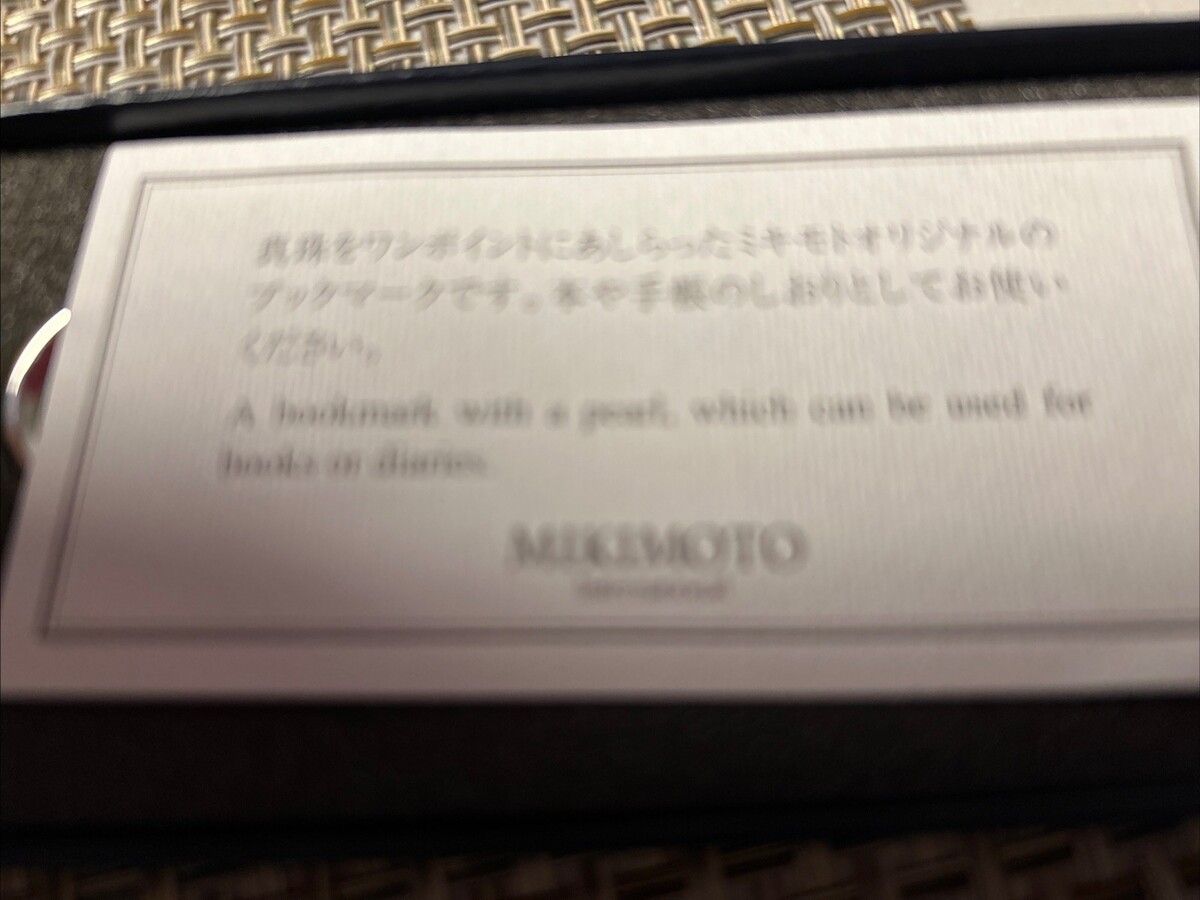 真珠をワンポイントにあしらったミキモトオリジナルの
ブックマークです。本や手帳のしおりとしてお使い
ください。
A bookmark with a pearl, which can be used for
books or diaries.
MIKIMOTO
International